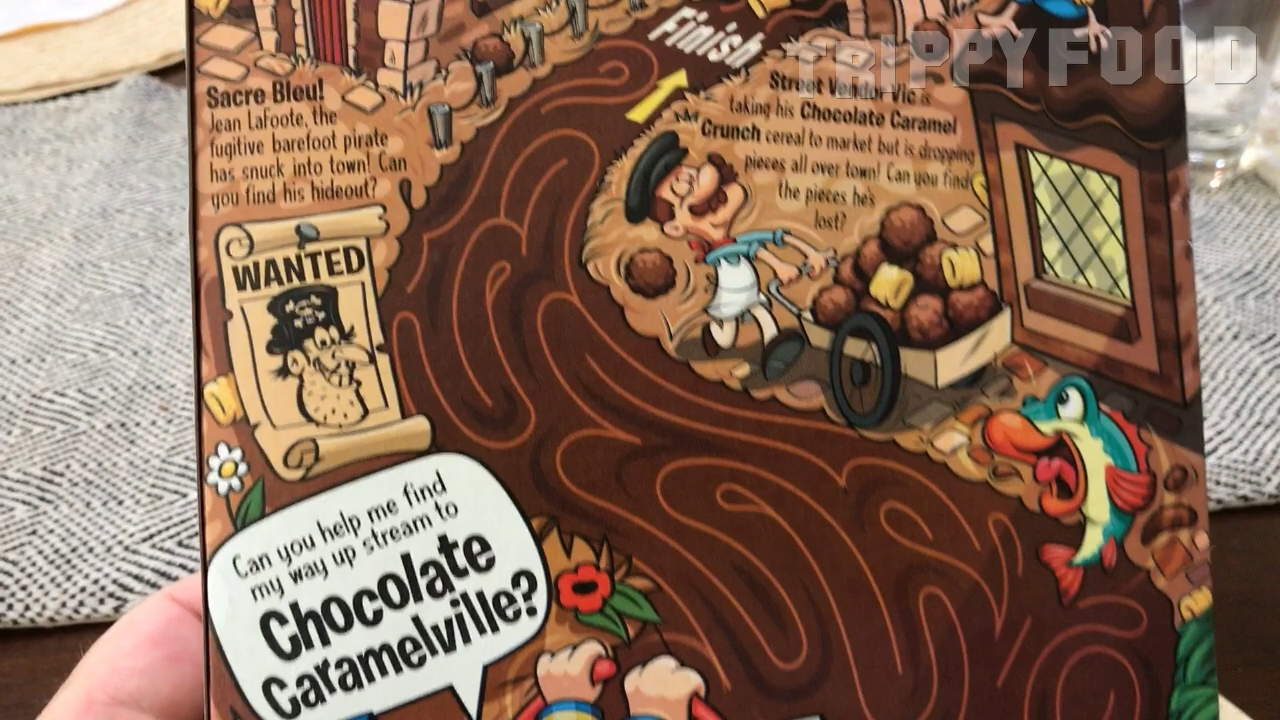 TRIPPYFOOD
Finish
Sacre Bleu!
Jean LaFoote, the
fugitive barefoot pirate
has snuck into town! Can
you find his hideout?
WANTED
Street Vendor Vic is
taking his Chocolate Caramel
Crunch cereal to market but is dropping
pieces all over town! Can you find
the pieces he's
lost?
Can you help me find
my way up stream to
Chocolate
Caramelville?